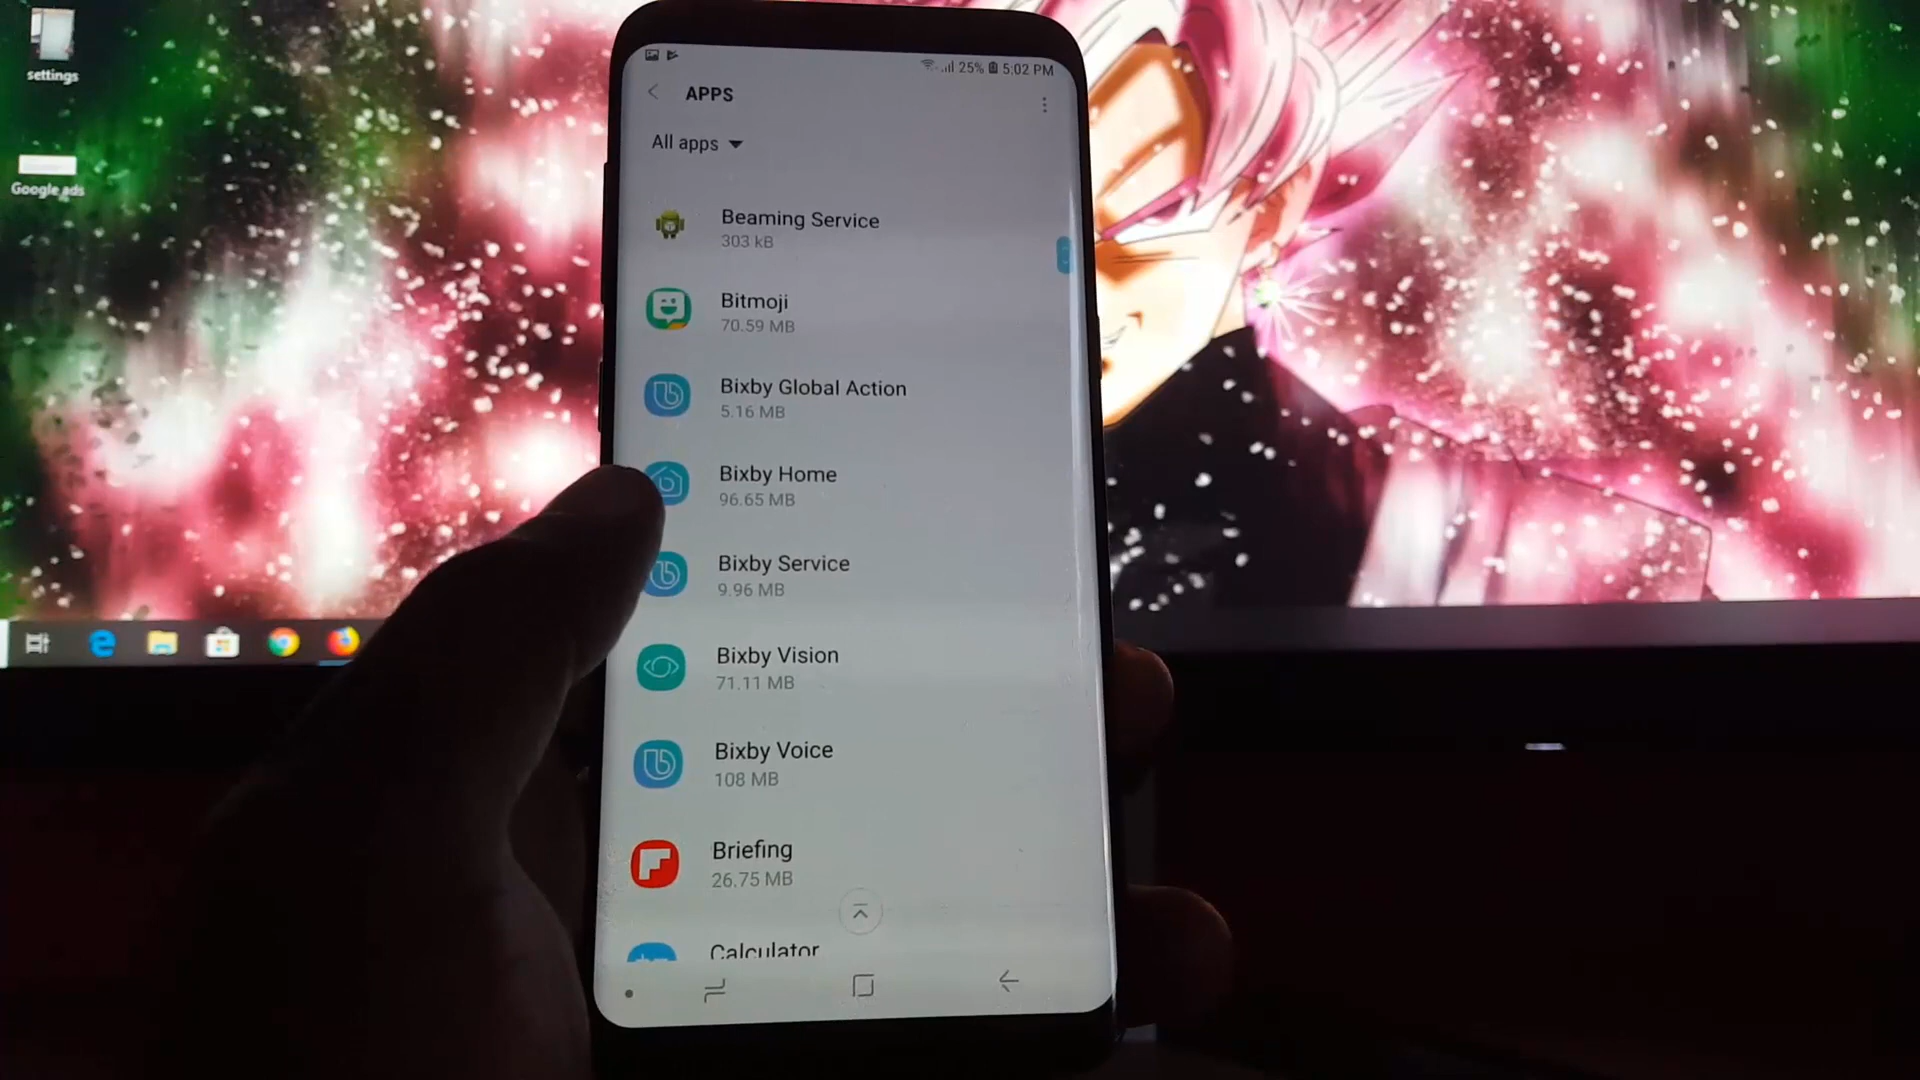 settings
Google ads
25% 5:02 PM
APPS
All apps
Beaming Service
303 kB
Bitmoji
70.59 MB
Bixby Global Action
5.16 MB
Bixby Home
96.65 MB
Bixby Service
9.96 MB
Bixby Vision
71.11 MB
Bixby Voice
108 MB
Briefing
26.75 MB
Calculator